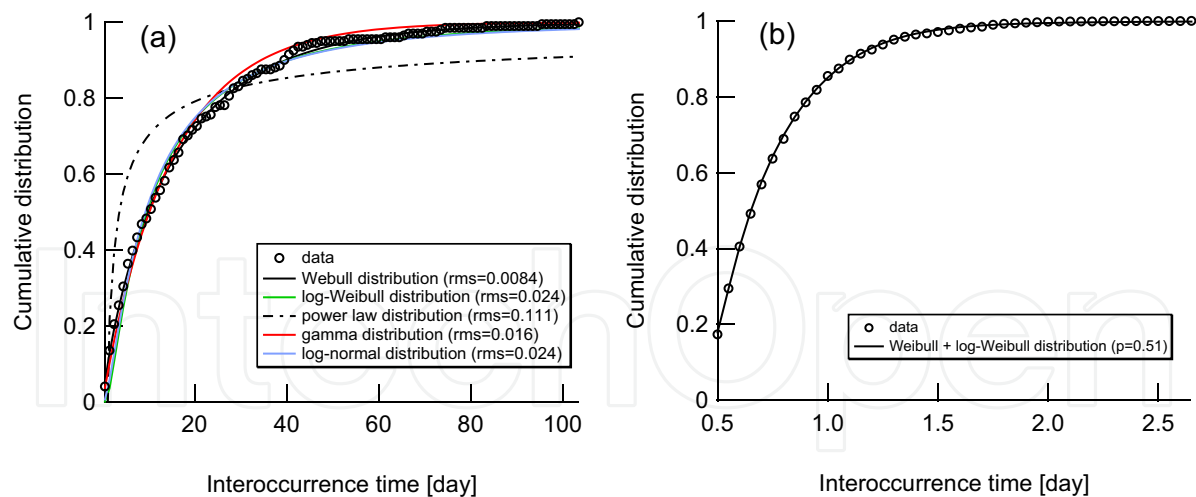 (a)
Cumulative distribution
1
0.8
0.6
0.4
0.2
0
20
40
60
80
100
Interoccurrence time [day]
data
Webull distribution (rms=0.0084)
log-Weibull distribution (rms=0.024)
power law distribution (rms=0.111)
gamma distribution (rms=0.016)
log-normal distribution (rms=0.024)
(b)
Cumulative distribution
1
0.8
0.6
0.4
0.2
0
0.5
1.0
1.5
2.0
2.5
Interoccurrence time [day]
data
Weibull + log-Weibull distribution (p=0.51)
IntechOpen